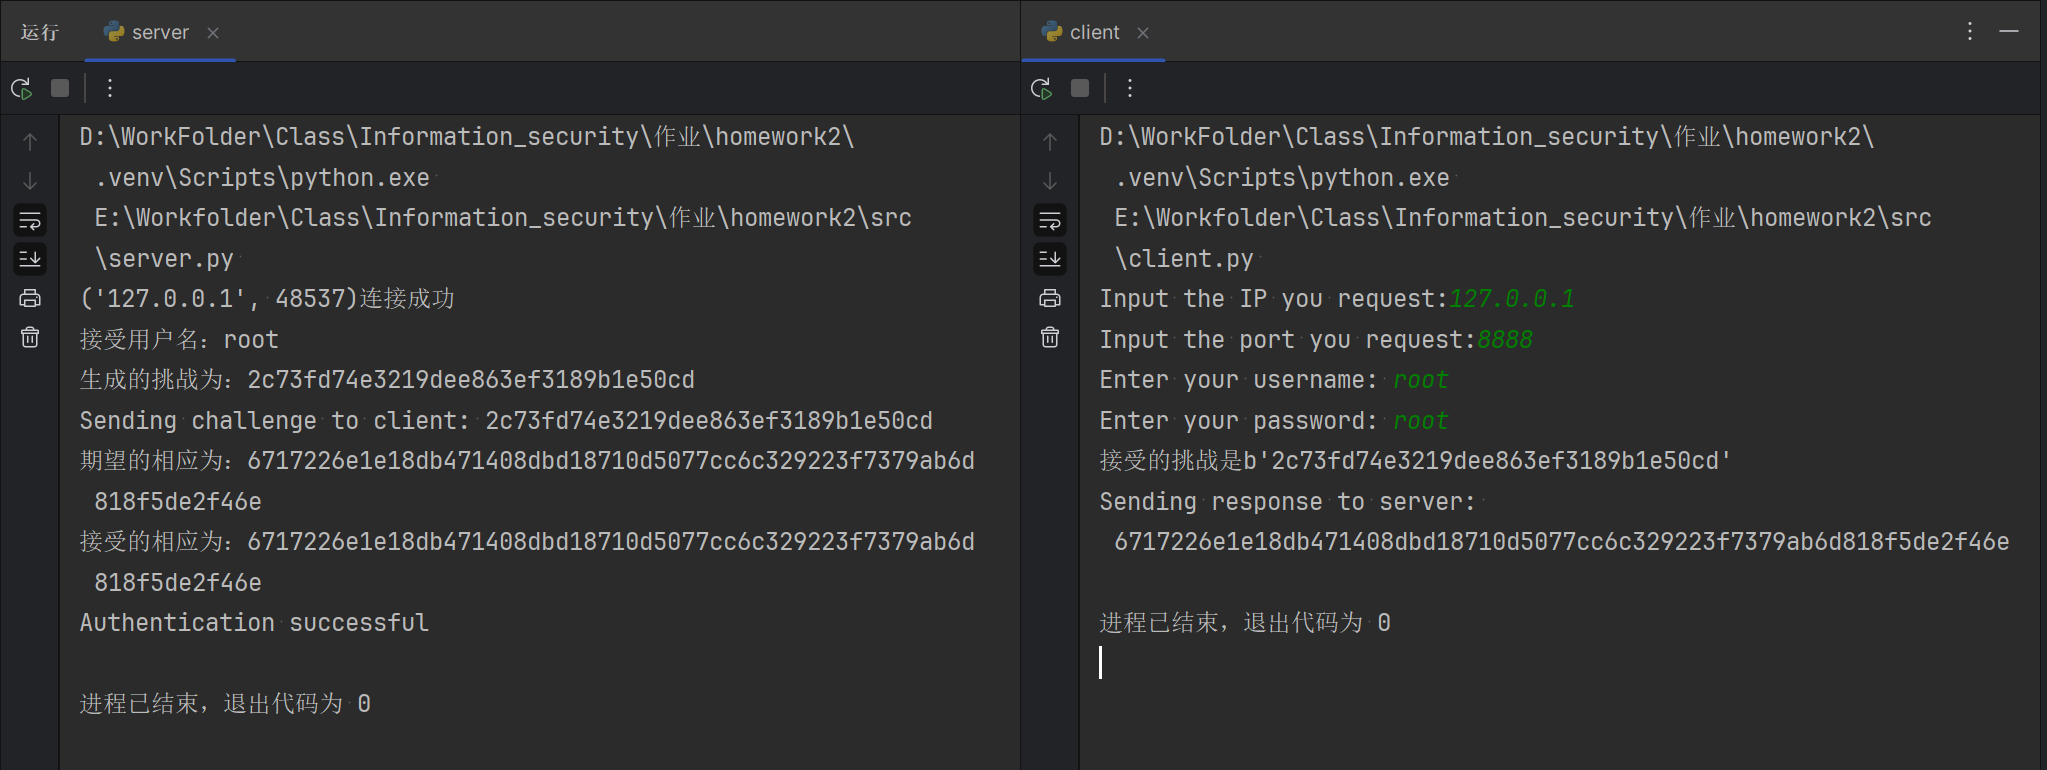 运行
server
D:\WorkFolder\Class\Information_security\作业\homework2\
.venv\Scripts\python.exe
E:\Workfolder\Class\Information_security\作业\homework2\src
\server.py
('127.0.0.1', 48537)连接成功
接受用户名：root
生成的挑战为：2c73fd74e3219dee863ef3189b1e50cd
Sending challenge to client: 2c73fd74e3219dee863ef3189b1e50cd
期望的相应为：6717226e1e18db471408dbd18710d5077cc6c329223f7379ab6d
818f5de2f46e
接受的相应为：6717226e1e18db471408dbd18710d5077cc6c329223f7379ab6d
818f5de2f46e
Authentication successful
进程已结束，退出代码为 0
client
D:\WorkFolder\Class\Information_security\作业\homework2\
.venv\Scripts\python.exe
E:\Workfolder\Class\Information_security\作业\homework2\src
\client.py
Input the IP you request:127.0.0.1
Input the port you request:8888
Enter your username: root
Enter your password: root
接受的挑战是b'2c73fd74e3219dee863ef3189b1e50cd'
Sending response to server:
6717226e1e18db471408dbd18710d5077cc6c329223f7379ab6d818f5de2f46e
进程已结束，退出代码为 0